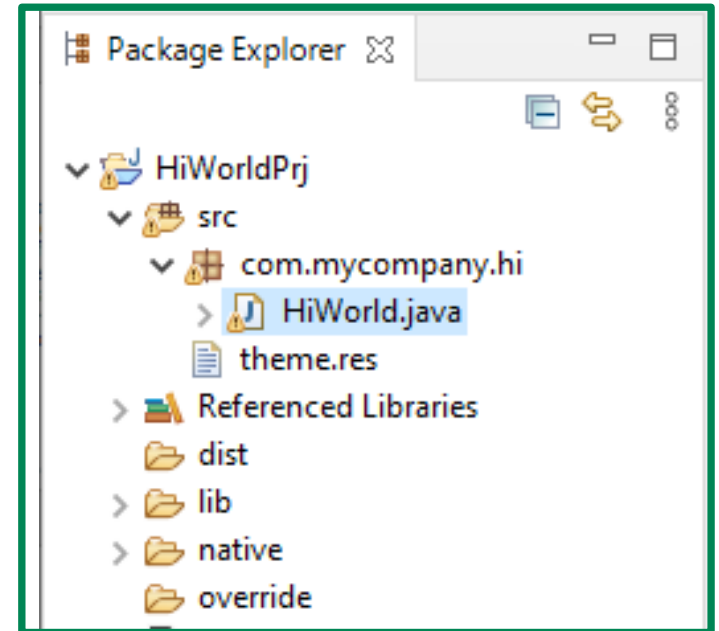 Package Explorer
HiWorldPrj
src
com.mycompany.hi
HiWorld.java
theme.res
Referenced Libraries
dist
lib
native
override